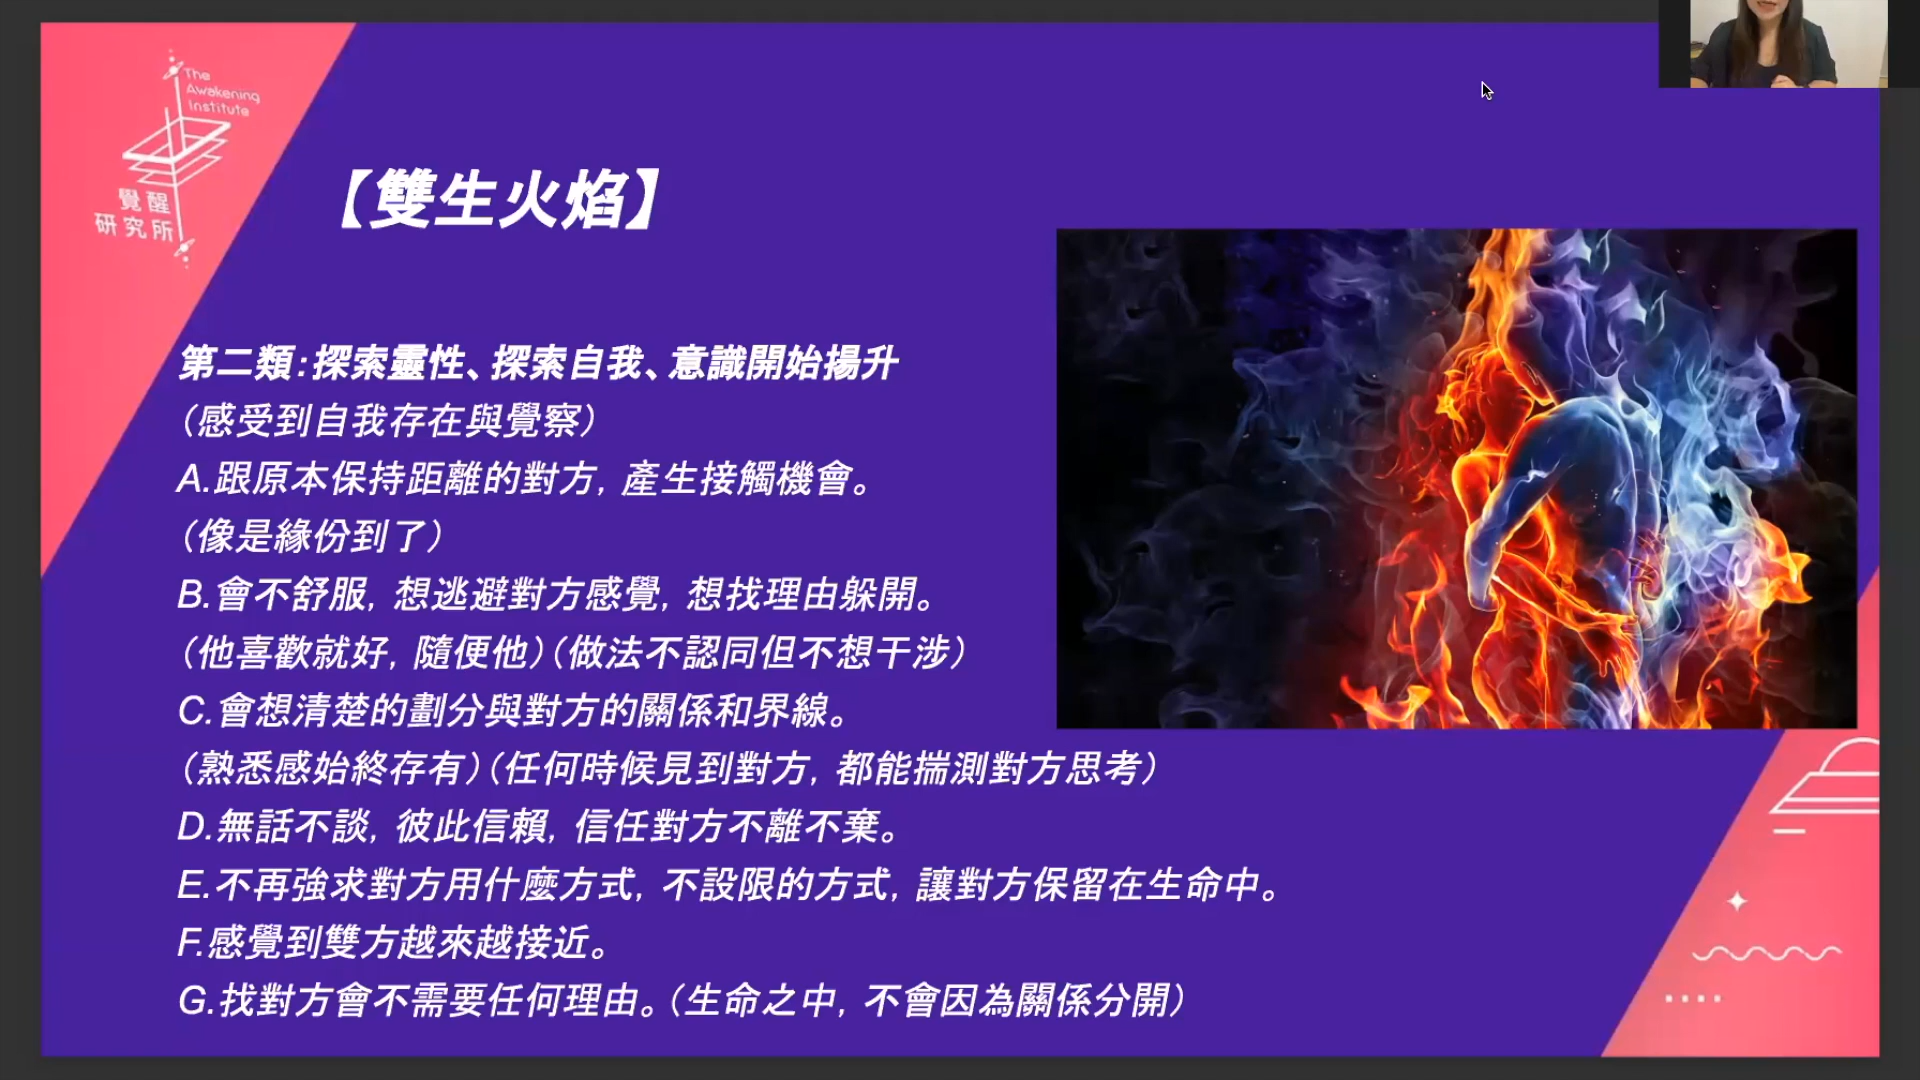 The
Awakening
Institute
覺醒
研究所
【雙生火焰】
第二類：探索靈性、探索自我、意識開始揚升
（感受到自我存在與覺察）
A.跟原本保持距離的對方，產生接觸機會。
（像是緣份到了）
B.會不舒服，想逃避對方感覺，想找理由躲開。
（他喜歡就好，隨便他）（做法不認同但不想干涉）
C.會想清楚的劃分與對方的關係和界線。
（熟悉感始終存有）（任何時候見到對方，都能揣測對方思考）
D.無話不談，彼此信賴，信任對方不離不棄。
E.不再強求對方用什麼方式，不設限的方式，讓對方保留在生命中。
F.感覺到雙方越來越接近。
G.找對方會不需要任何理由。（生命之中，不會因為關係分開）